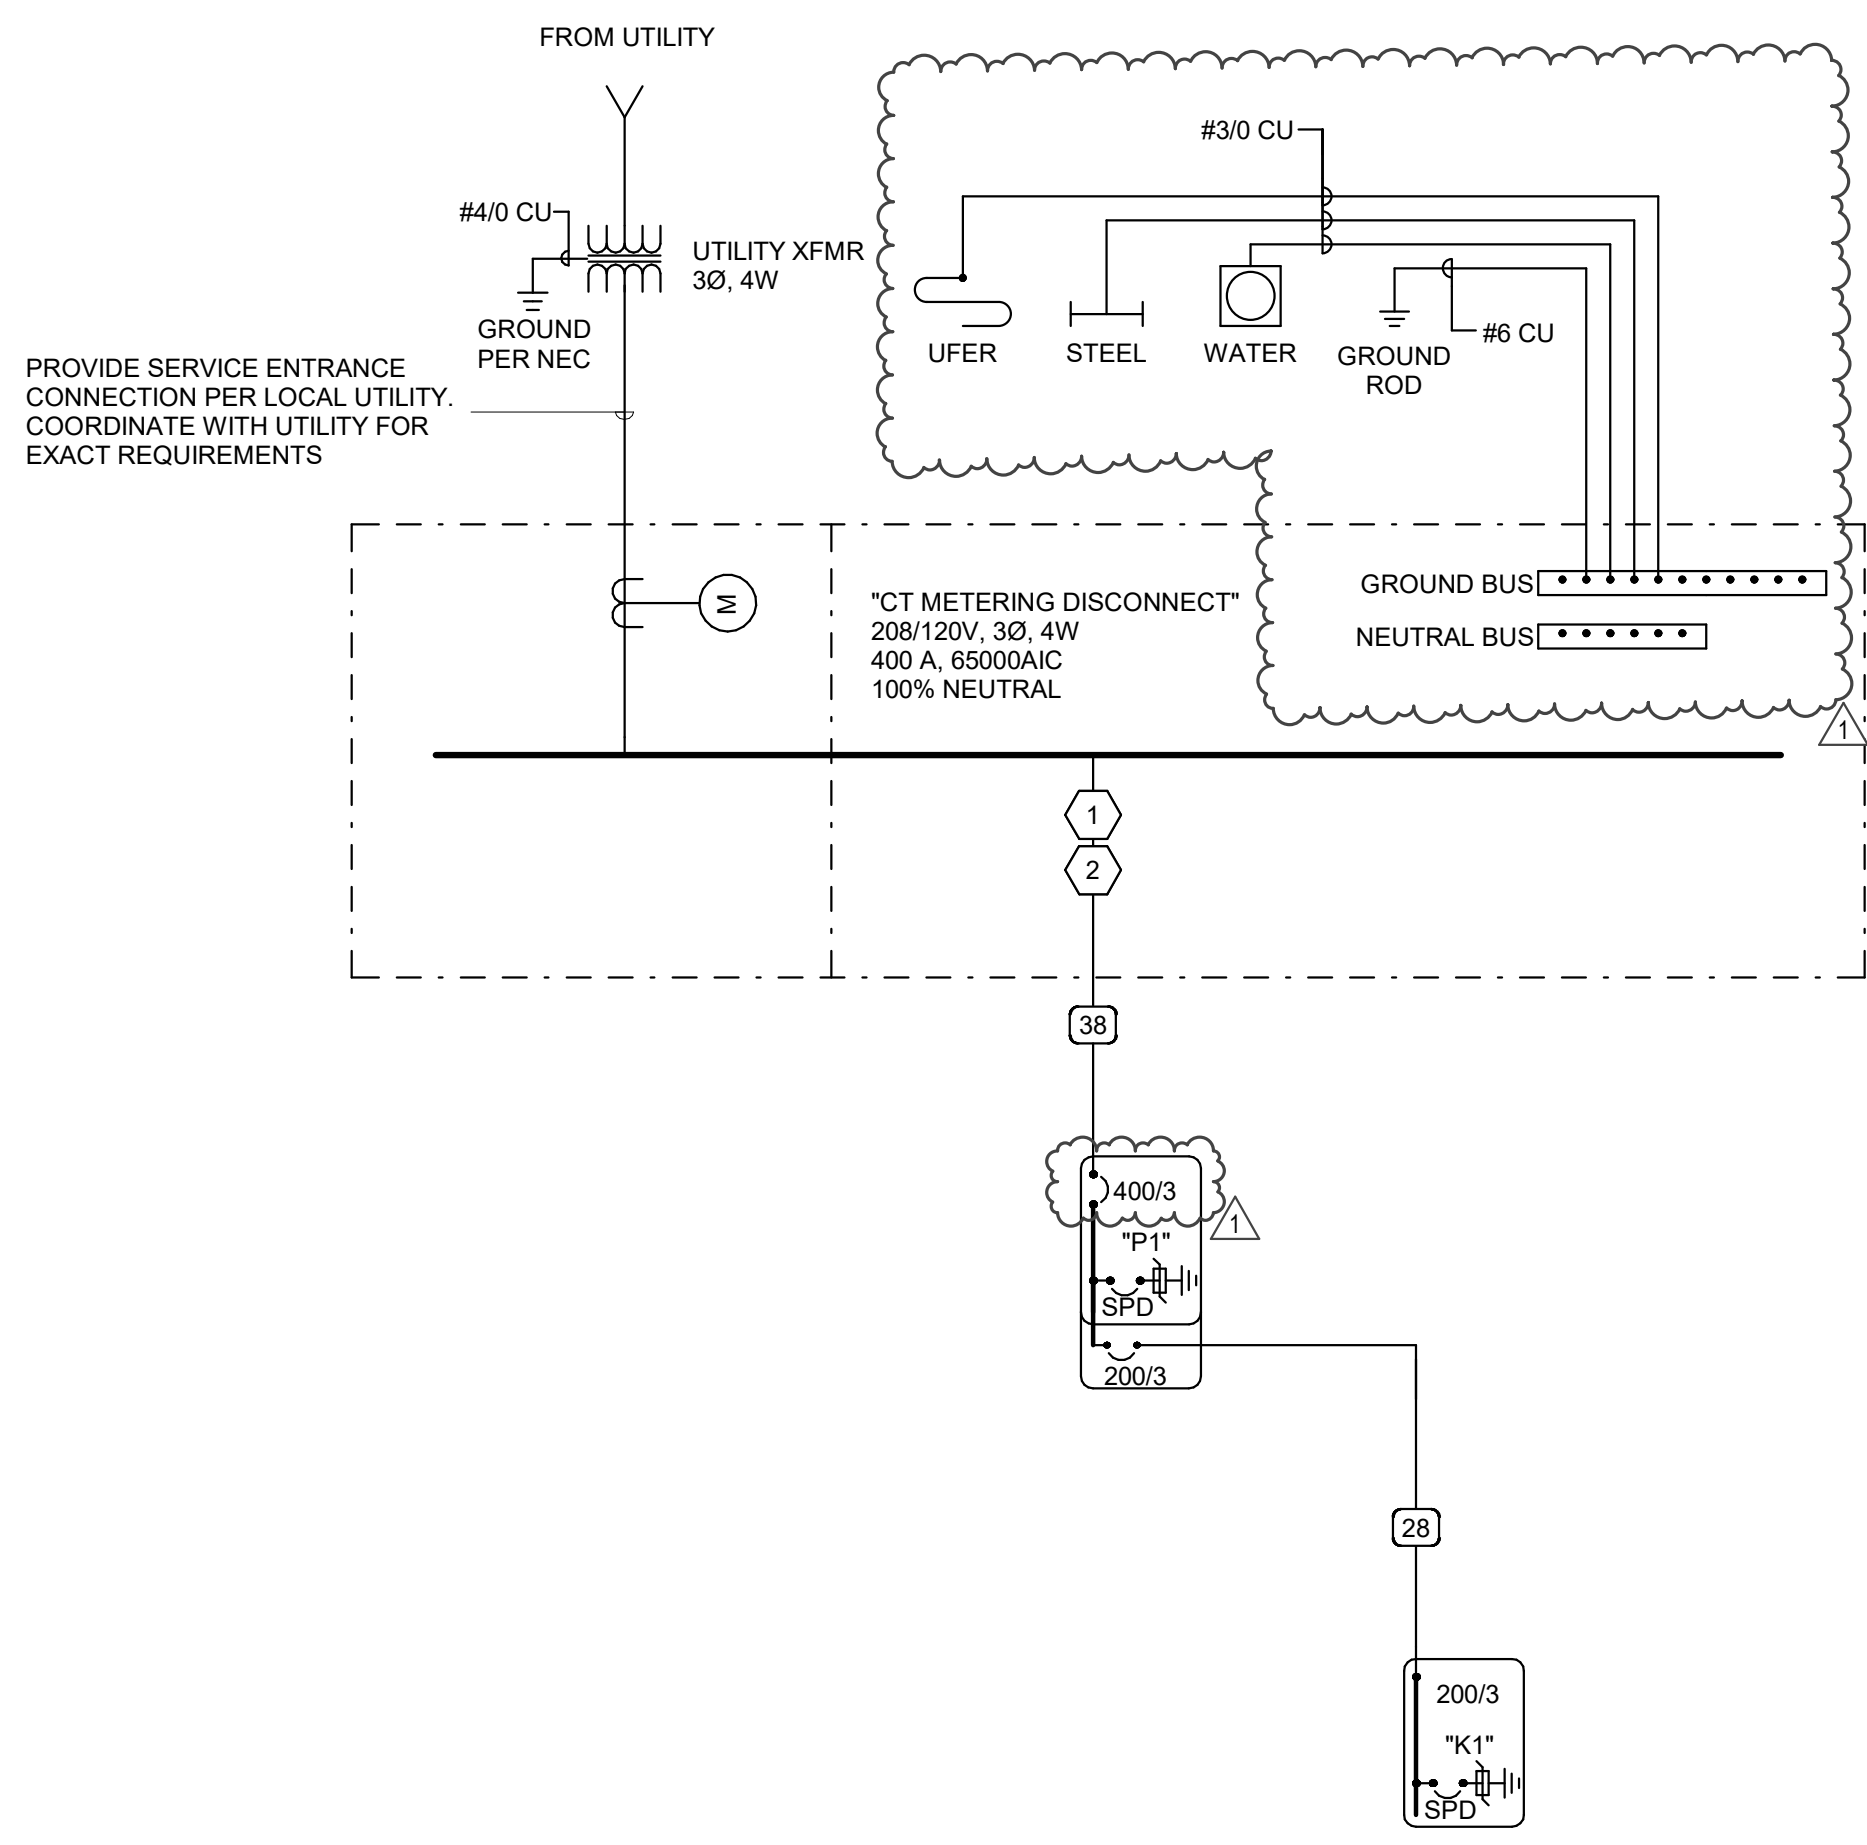 FROM UTILITY
#3/0 CU
#4/0 CU
UTILITY XFMR
3Ø, 4W
GROUND
PER NEC
#6 CU
UFER
STEEL
WATER
GROUND
ROD
PROVIDE SERVICE ENTRANCE
CONNECTION PER LOCAL UTILITY.
COORDINATE WITH UTILITY FOR
EXACT REQUIREMENTS
M
"CT METERING DISCONNECT"
208/120V, 3Ø, 4W
400 A, 65000AIC
100% NEUTRAL
GROUND BUS
NEUTRAL BUS
1
1
2
38
400/3
1
"P1"
SPD
200/3
28
200/3
"K1"
SPD